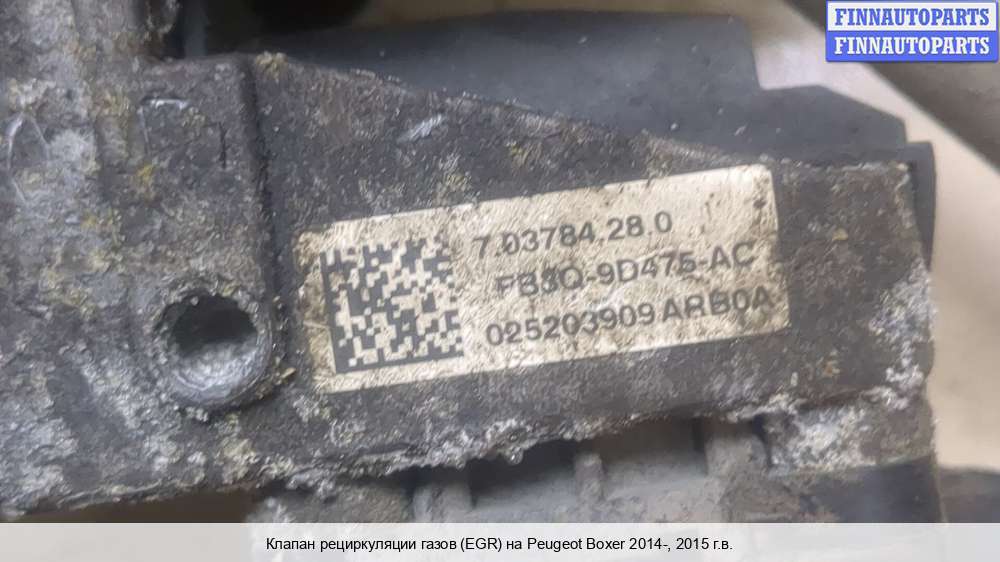 FINNAUTOPARTS
FINNAUTOPARTS
7.03784.28.0
FB3Q-9D475-AC
025203909ARB0A
Клапан рециркуляции газов (EGR) на Peugeot Boxer 2014-, 2015 г.в.